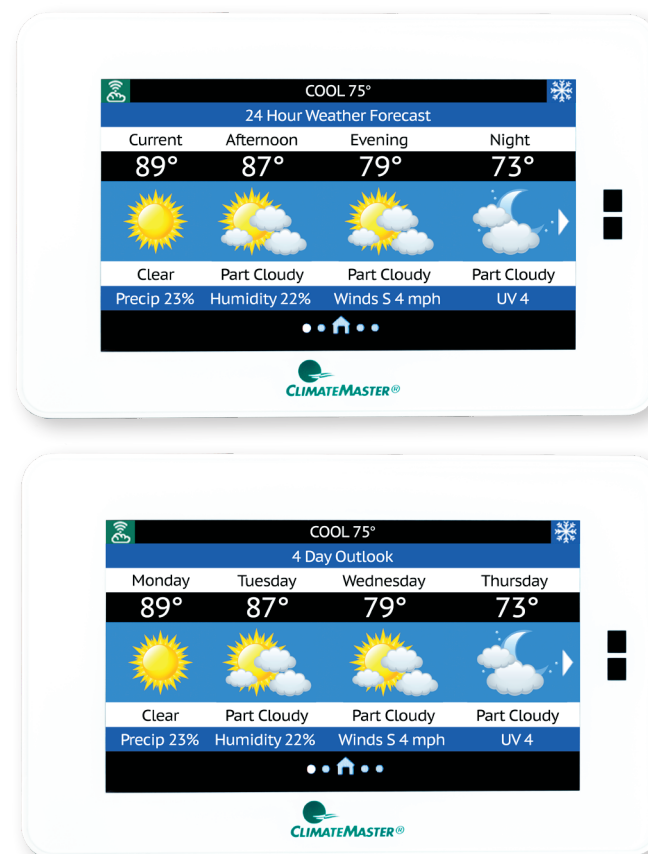 COOL 75°
24 Hour Weather Forecast
Current Afternoon Evening Night
89° 87° 79° 73°
Clear Part Cloudy Part Cloudy Part Cloudy
Precip 23% Humidity 22% Winds S 4 mph UV 4
CLIMATEMASTER®
COOL 75°
4 Day Outlook
Monday Tuesday Wednesday Thursday
89° 87° 79° 73°
Clear Part Cloudy Part Cloudy Part Cloudy
Precip 23% Humidity 22% Winds S 4 mph UV 4
CLIMATEMASTER®